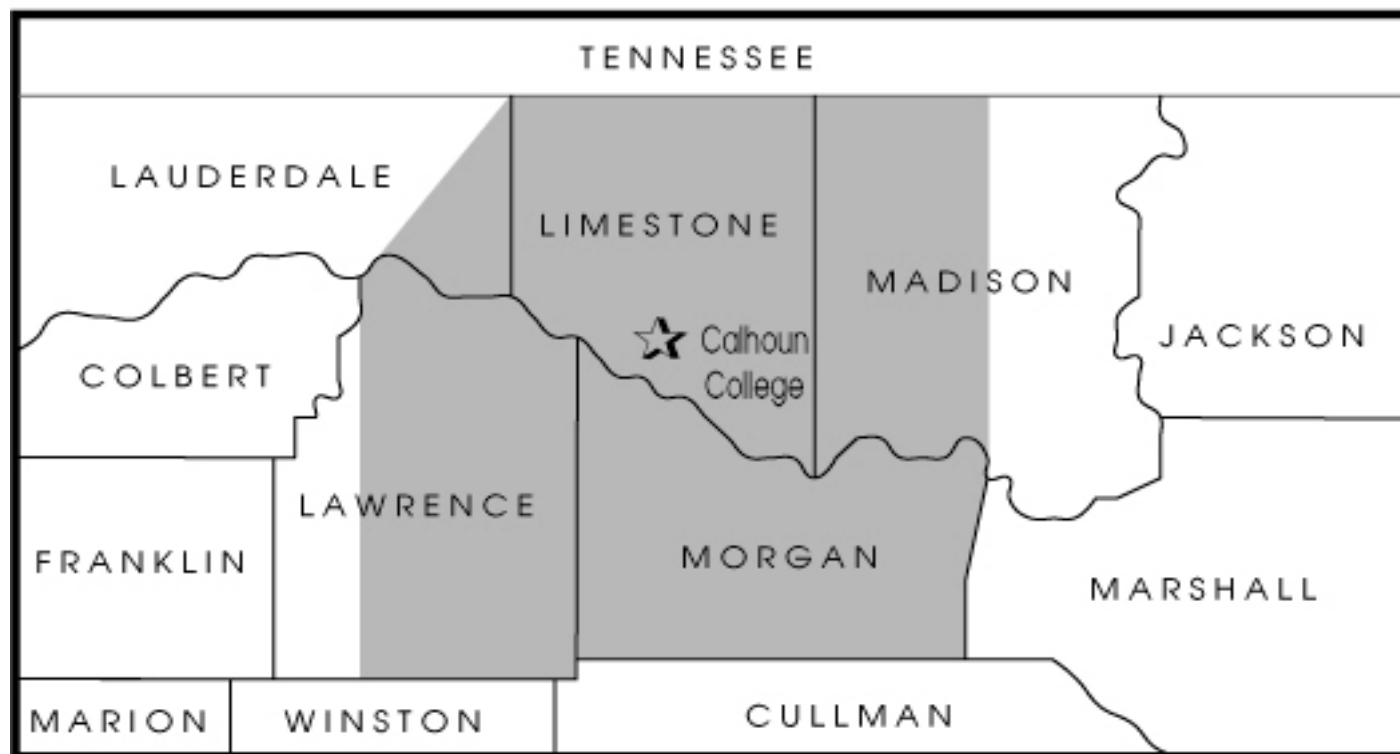 TENNESSEE
LAUDERDALE
LIMESTONE
MADISON
JACKSON
Calhoun
College
COLBERT
LAWRENCE
FRANKLIN
MORGAN
MARSHALL
MARION
WINSTON
CULLMAN